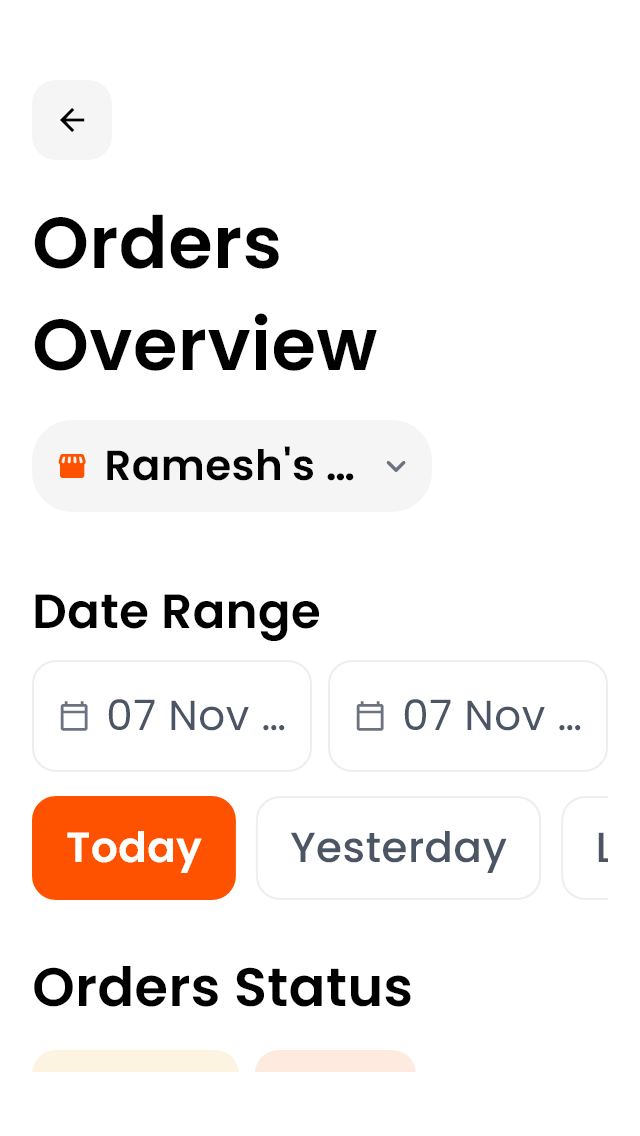 Orders
Overview
Ramesh's ...
Date Range
07 Nov ...
07 Nov ...
Today
Yesterday
L
Orders Status